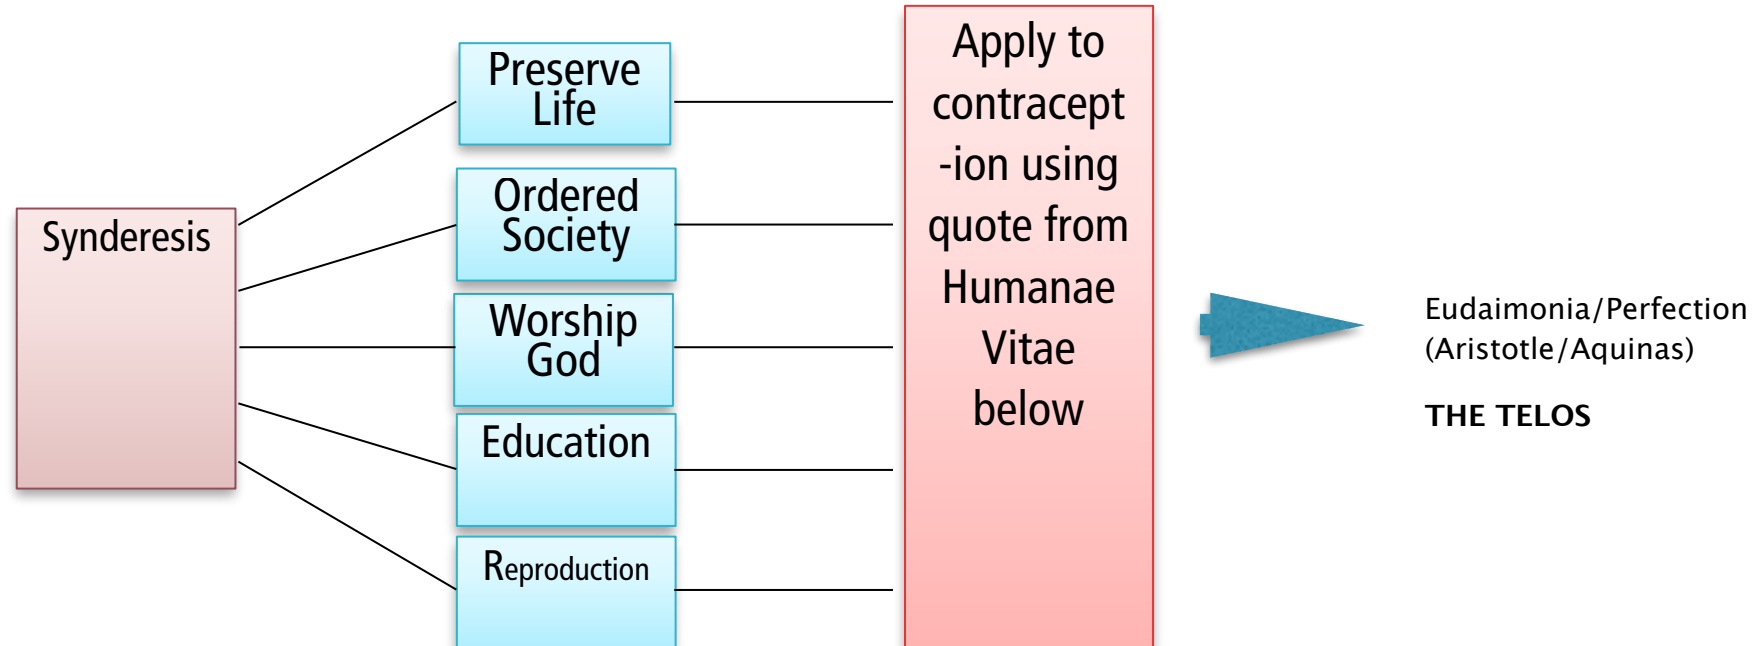 Synderesis
Preserve
Life
Ordered
Society
Worship
God
Education
Reproduction
Apply to
contracept
-ion using
quote from
Humanae
Vitae
below
Eudaimonia/Perfection
(Aristotle/Aquinas)
THE TELOS